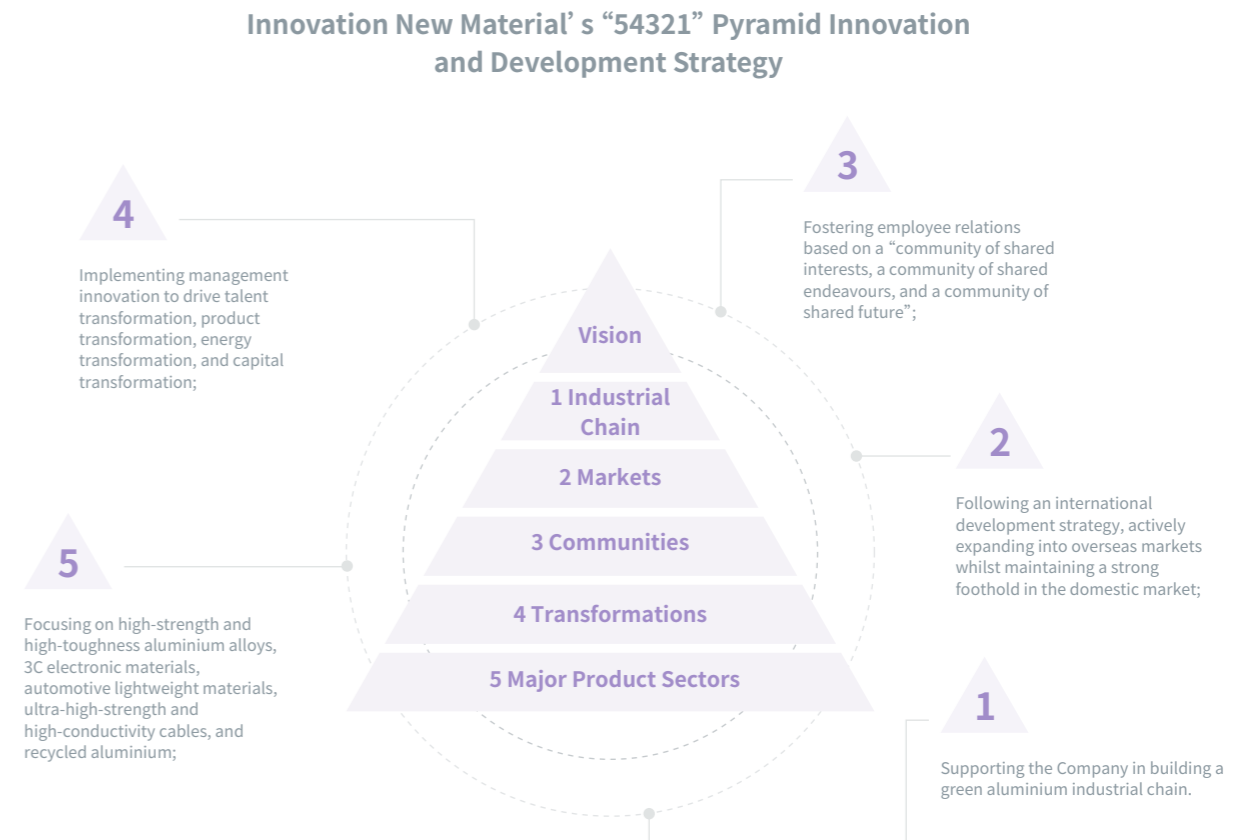 Innovation New Material’ s “54321” Pyramid Innovation
and Development Strategy
4
Implementing management
innovation to drive talent
transformation, product
transformation, energy
transformation, and capital
transformation;
3
Fostering employee relations
based on a “community of shared
interests, a community of shared
endeavours, and a community of
shared future”;
Vision
1 Industrial
Chain
2 Markets
3 Communities
4 Transformations
5 Major Product Sectors
2
Following an international
development strategy, actively
expanding into overseas markets
whilst maintaining a strong
foothold in the domestic market;
5
Focusing on high-strength and
high-toughness aluminium alloys,
3C electronic materials,
automotive lightweight materials,
ultra-high-strength and
high-conductivity cables, and
recycled aluminium;
1
Supporting the Company in building a
green aluminium industrial chain.